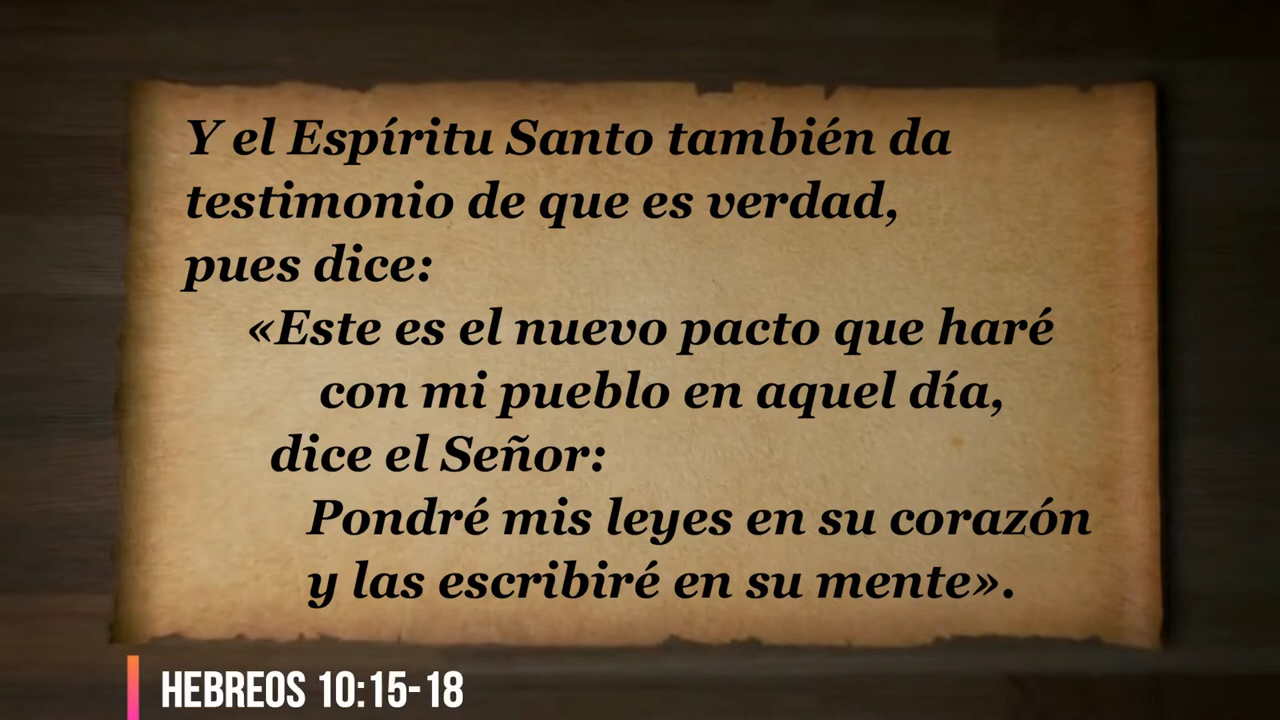 Y el Espíritu Santo también da
testimonio de que es verdad,
pues dice:
«Este es el nuevo pacto que haré
con mi pueblo en aquel día,
dice el Señor:
Pondré mis leyes en su corazón
y las escribiré en su mente».
HEBREOS 10:15-18